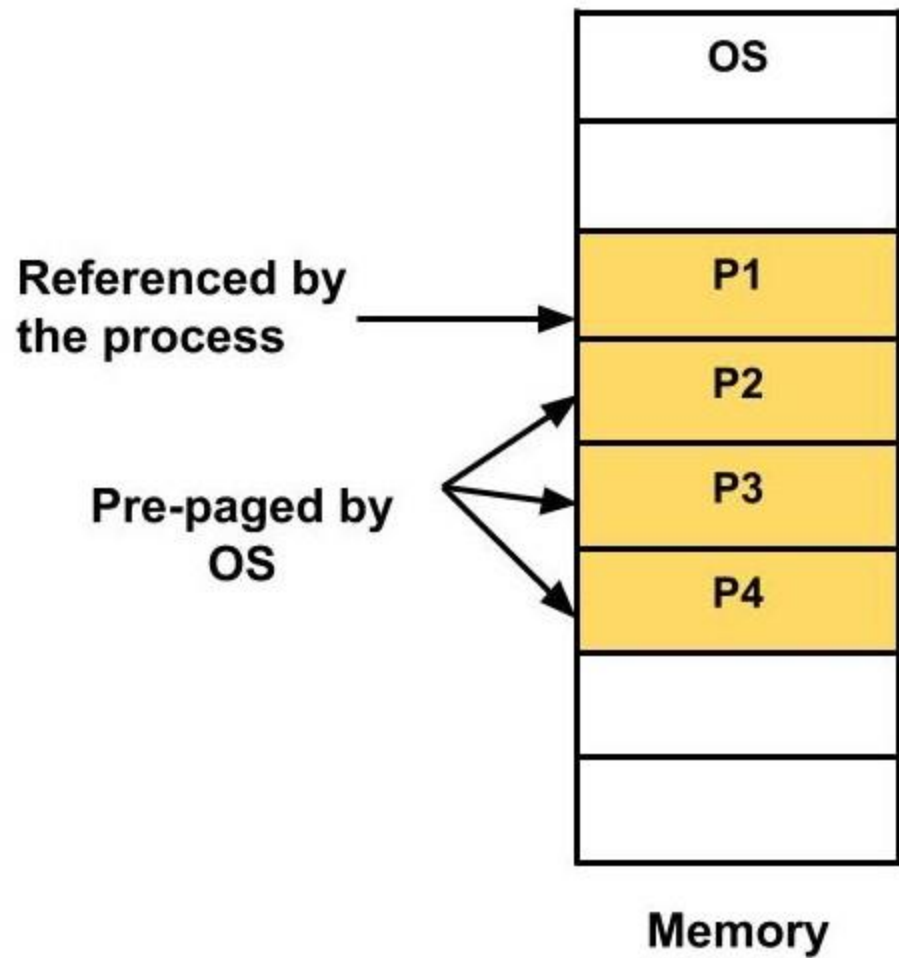 OS
P1
Referenced by
the process
P2
P3
Pre-paged by
OS
P4
Memory